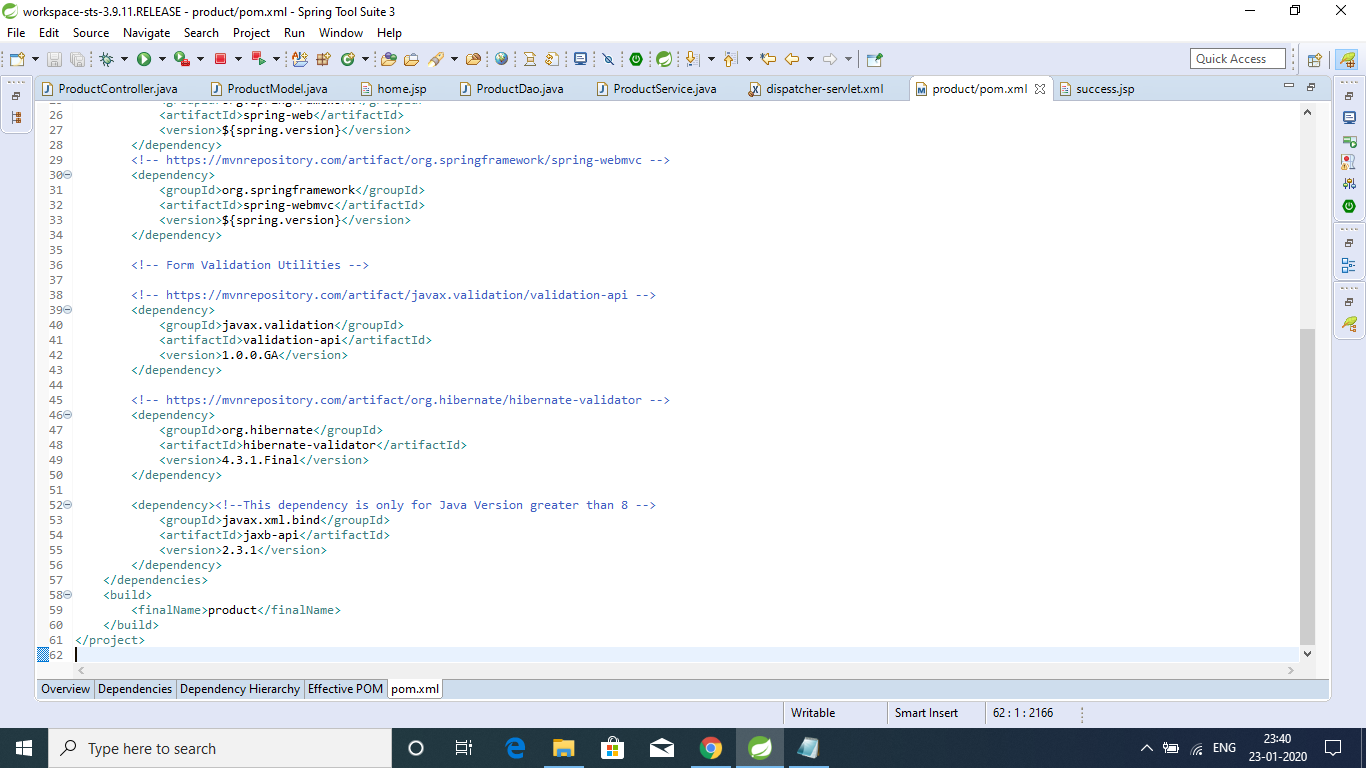 workspace-sts-3.9.11.RELEASE - product/pom.xml - Spring Tool Suite 3
File Edit Source Navigate Search Project Run Window Help
Quick Access
ProductController.java ProductModel.java home.jsp ProductDao.java ProductService.java dispatcher-servlet.xml product/pom.xml success.jsp
25 <groupId>org.springframework</groupId>
26 <artifactId>spring-web</artifactId>
27 <version>${spring.version}</version>
28 </dependency>
29 <!-- https://mvnrepository.com/artifact/org.springframework/spring-webmvc -->
30 <dependency>
31 <groupId>org.springframework</groupId>
32 <artifactId>spring-webmvc</artifactId>
33 <version>${spring.version}</version>
34 </dependency>
35
36 <!-- Form Validation Utilities -->
37
38 <!-- https://mvnrepository.com/artifact/javax.validation/validation-api -->
39 <dependency>
40 <groupId>javax.validation</groupId>
41 <artifactId>validation-api</artifactId>
42 <version>1.0.0.GA</version>
43 </dependency>
44
45 <!-- https://mvnrepository.com/artifact/org.hibernate/hibernate-validator -->
46 <dependency>
47 <groupId>org.hibernate</groupId>
48 <artifactId>hibernate-validator</artifactId>
49 <version>4.3.1.Final</version>
50 </dependency>
51
52 <dependency><!--This dependency is only for Java Version greater than 8 -->
53 <groupId>javax.xml.bind</groupId>
54 <artifactId>jaxb-api</artifactId>
55 <version>2.3.1</version>
56 </dependency>
57 </dependencies>
58 <build>
59 <finalName>product</finalName>
60 </build>
61 </project>
62
Overview Dependencies Dependency Hierarchy Effective POM pom.xml
Writable Smart Insert 62 : 1 : 2166
Type here to search
ENG
23:40
23-01-2020